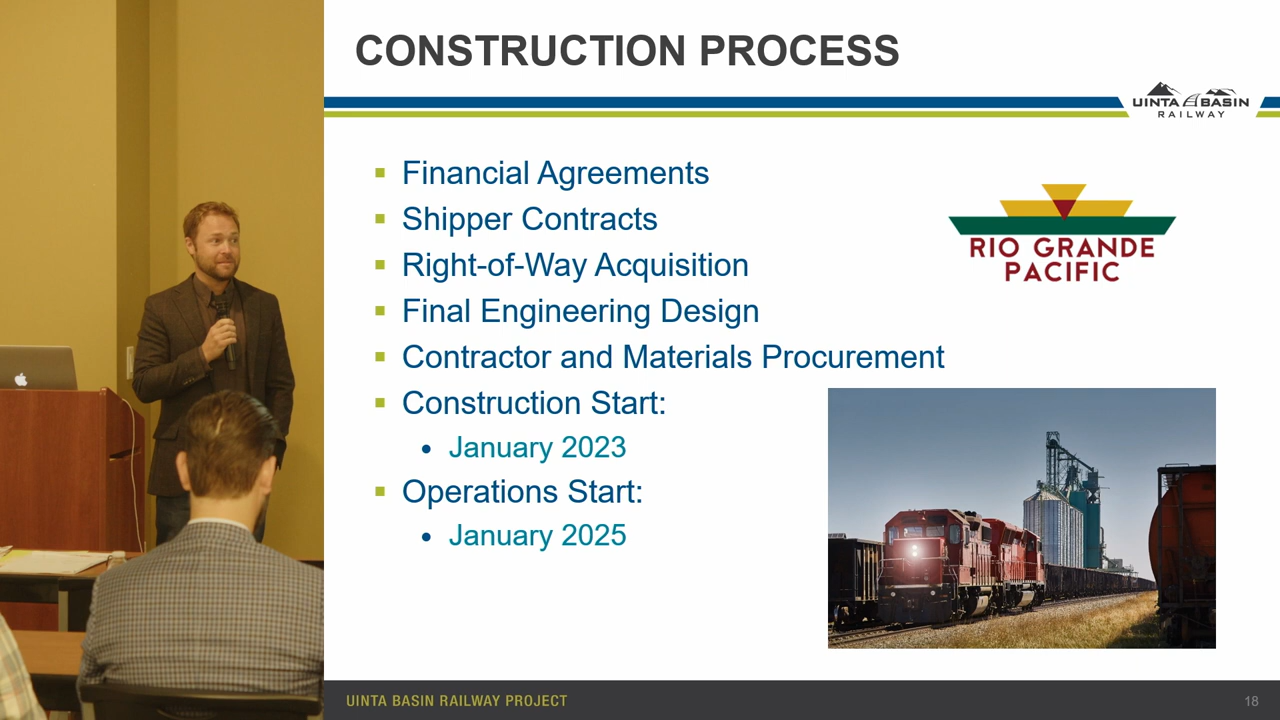 CONSTRUCTION PROCESS
UINTA BASIN
RAILWAY
Financial Agreements
Shipper Contracts
Right-of-Way Acquisition
Final Engineering Design
Contractor and Materials Procurement
Construction Start:
January 2023
Operations Start:
January 2025
RIO GRANDE
PACIFIC
UINTA BASIN RAILWAY PROJECT
18